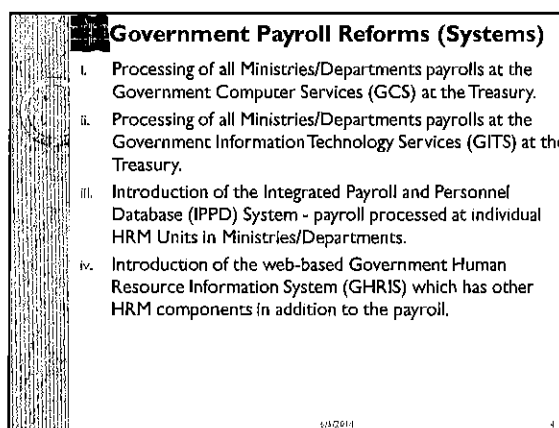 Government Payroll Reforms (Systems)
i. Processing of all Ministries/Departments payrolls at the
Government Computer Services (GCS) at the Treasury.
ii. Processing of all Ministries/Departments payrolls at the
Government Information Technology Services (GITS) at the
Treasury.
iii. Introduction of the Integrated Payroll and Personnel
Database (IPPD) System - payroll processed at individual
HRM Units in Ministries/Departments.
iv. Introduction of the web-based Government Human
Resource Information System (GHRIS) which has other
HRM components in addition to the payroll.